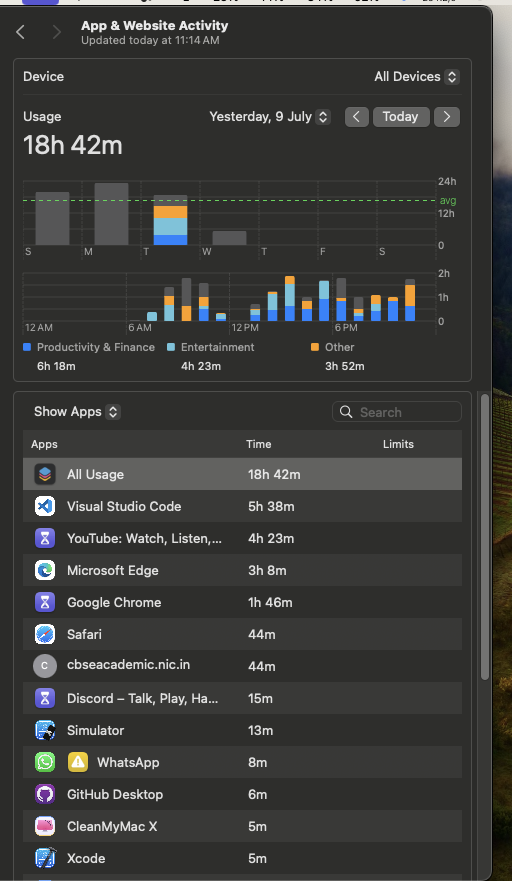 App & Website Activity
Updated today at 11:14 AM
Device
All Devices
Usage
Yesterday, 9 July
Today
18h 42m
24h
avg
12h
0
S M T W T F S
2h
1h
0
12 AM 6 AM 12 PM 6 PM
Productivity & Finance Entertainment Other
6h 18m 4h 23m 3h 52m
Show Apps
Search
Apps Time Limits
All Usage 18h 42m
Visual Studio Code 5h 38m
YouTube: Watch, Listen,... 4h 23m
Microsoft Edge 3h 8m
Google Chrome 1h 46m
Safari 44m
C cbseacademic.nic.in 44m
Discord – Talk, Play, Ha... 15m
Simulator 13m
WhatsApp 8m
GitHub Desktop 6m
CleanMyMac X 5m
Xcode 5m